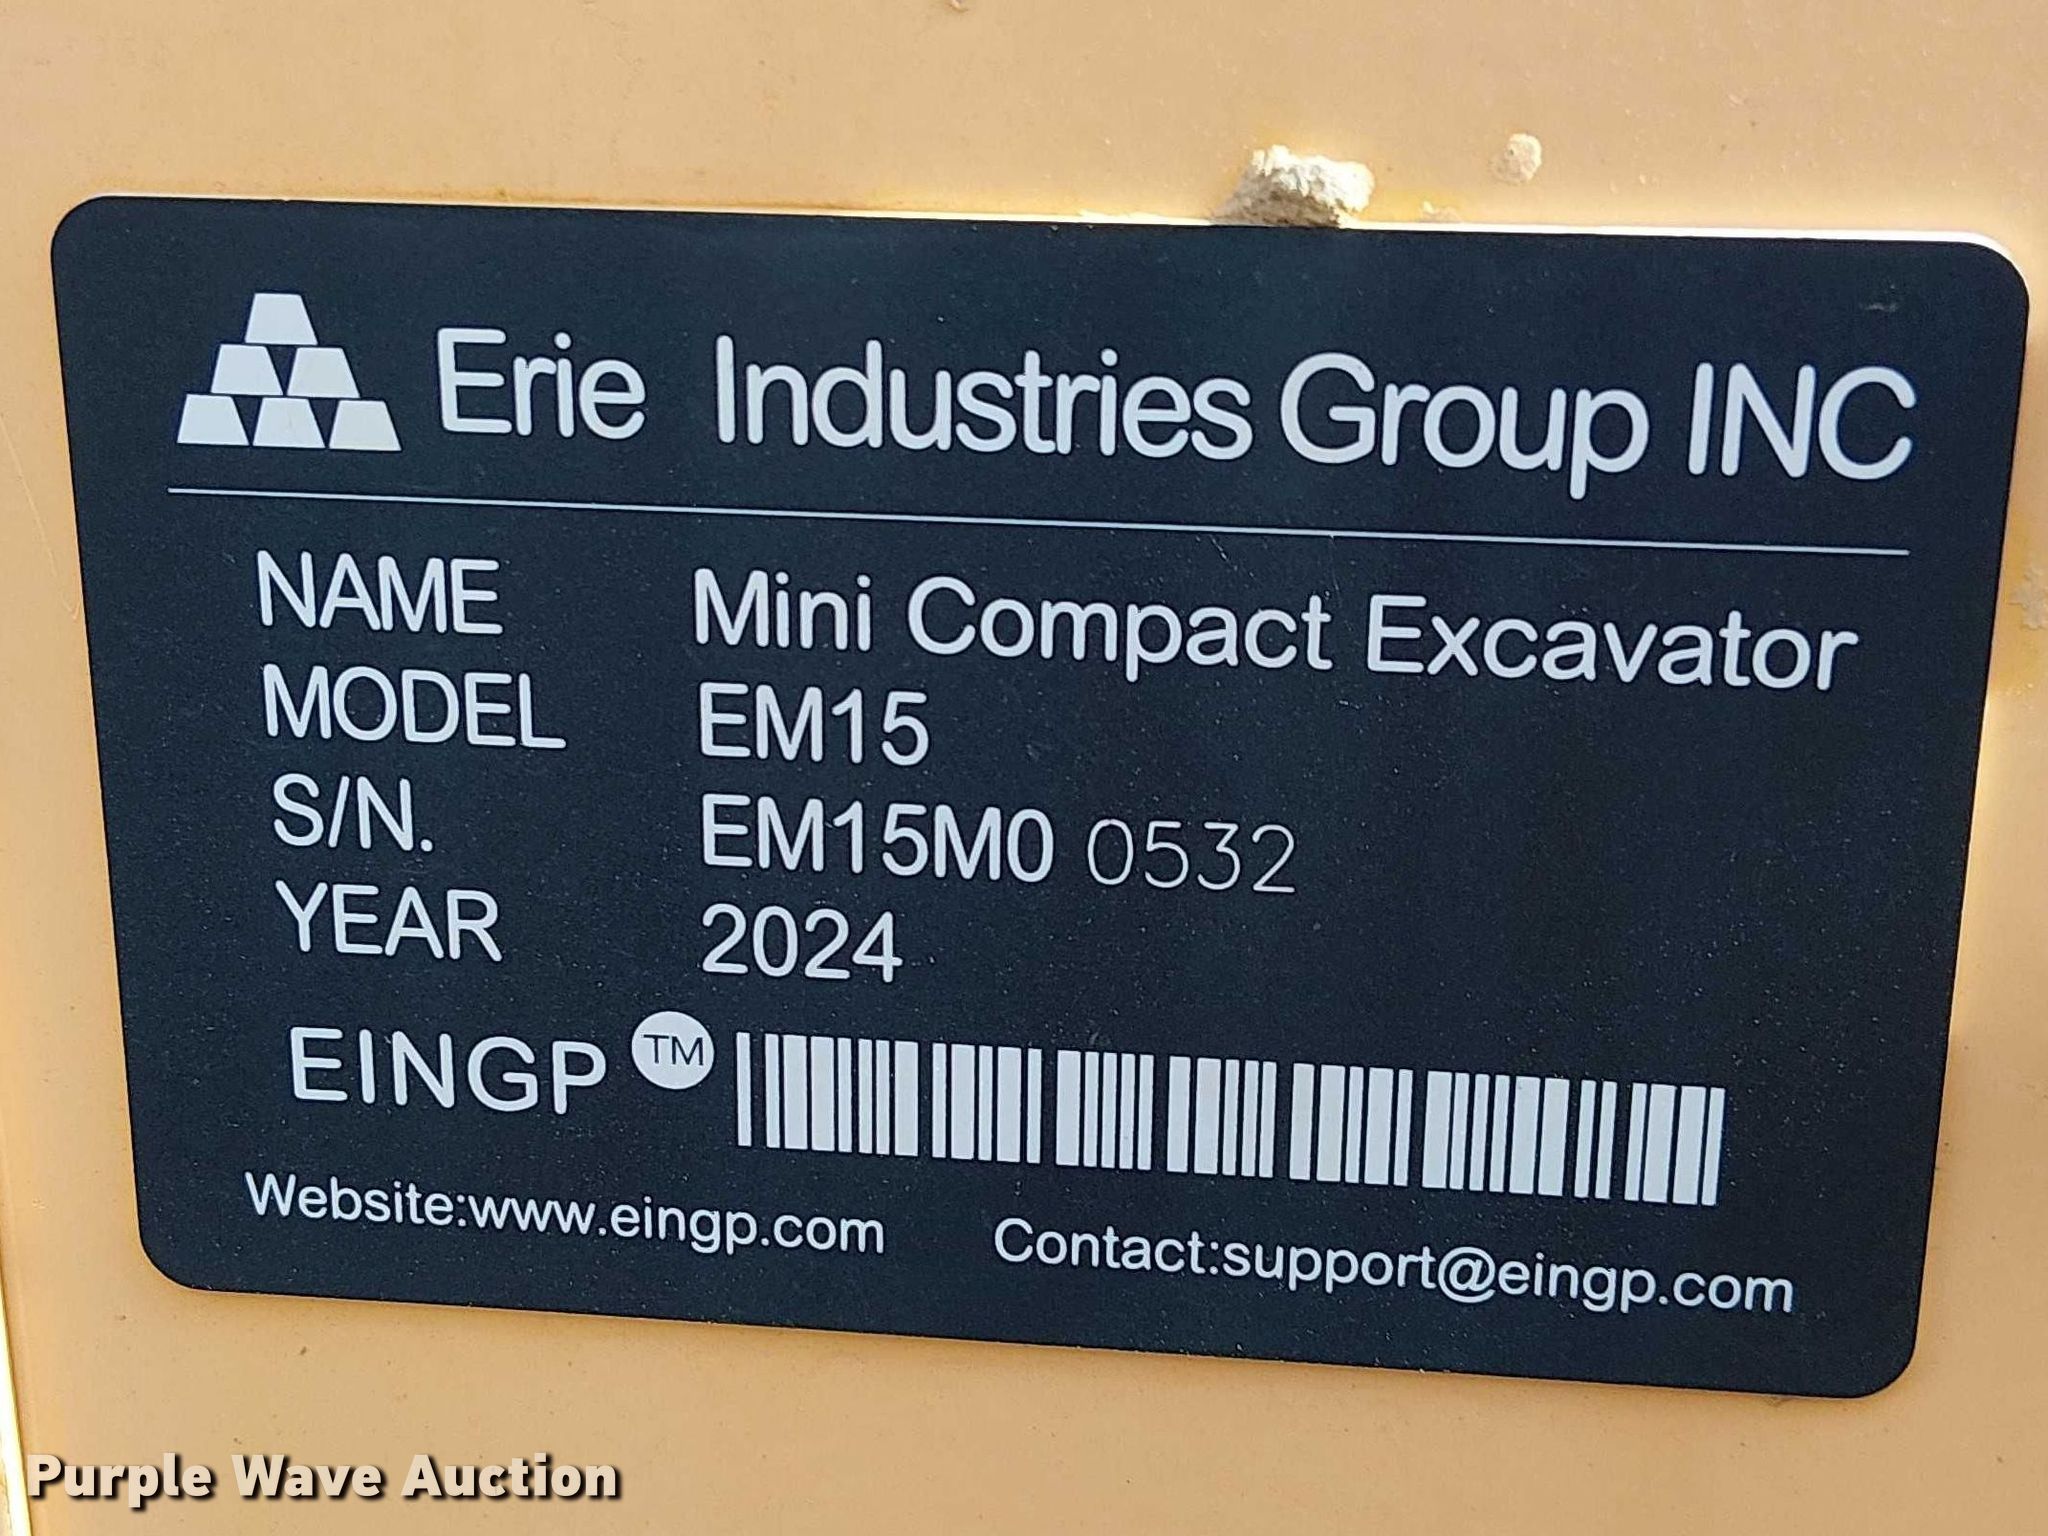 Erie Industries Group INC
NAME Mini Compact Excavator
MODEL EM15
S/N. EM15M0 0532
YEAR 2024
EINGP TM
Website:www.eingp.com Contact:support@eingp.com
Purple Wave Auction